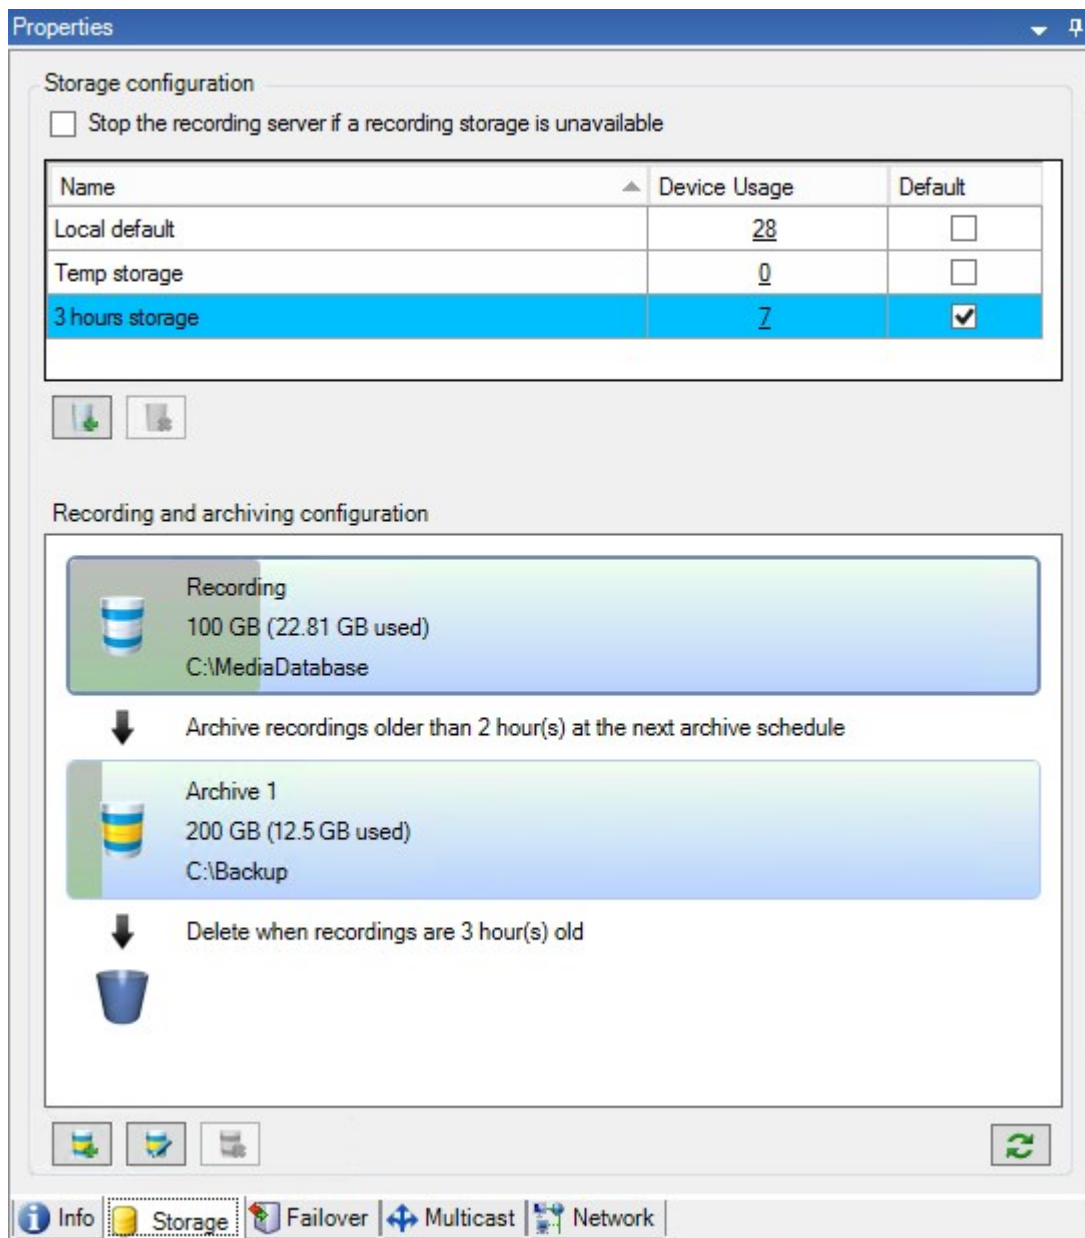 Properties
Storage configuration
Stop the recording server if a recording storage is unavailable
Name Device Usage Default
Local default 28
Temp storage 0
3 hours storage 7
Recording and archiving configuration
Recording
100 GB (22.81 GB used)
C:\MediaDatabase
Archive recordings older than 2 hour(s) at the next archive schedule
Archive 1
200 GB (12.5 GB used)
C:\Backup
Delete when recordings are 3 hour(s) old
Info Storage Failover Multicast Network